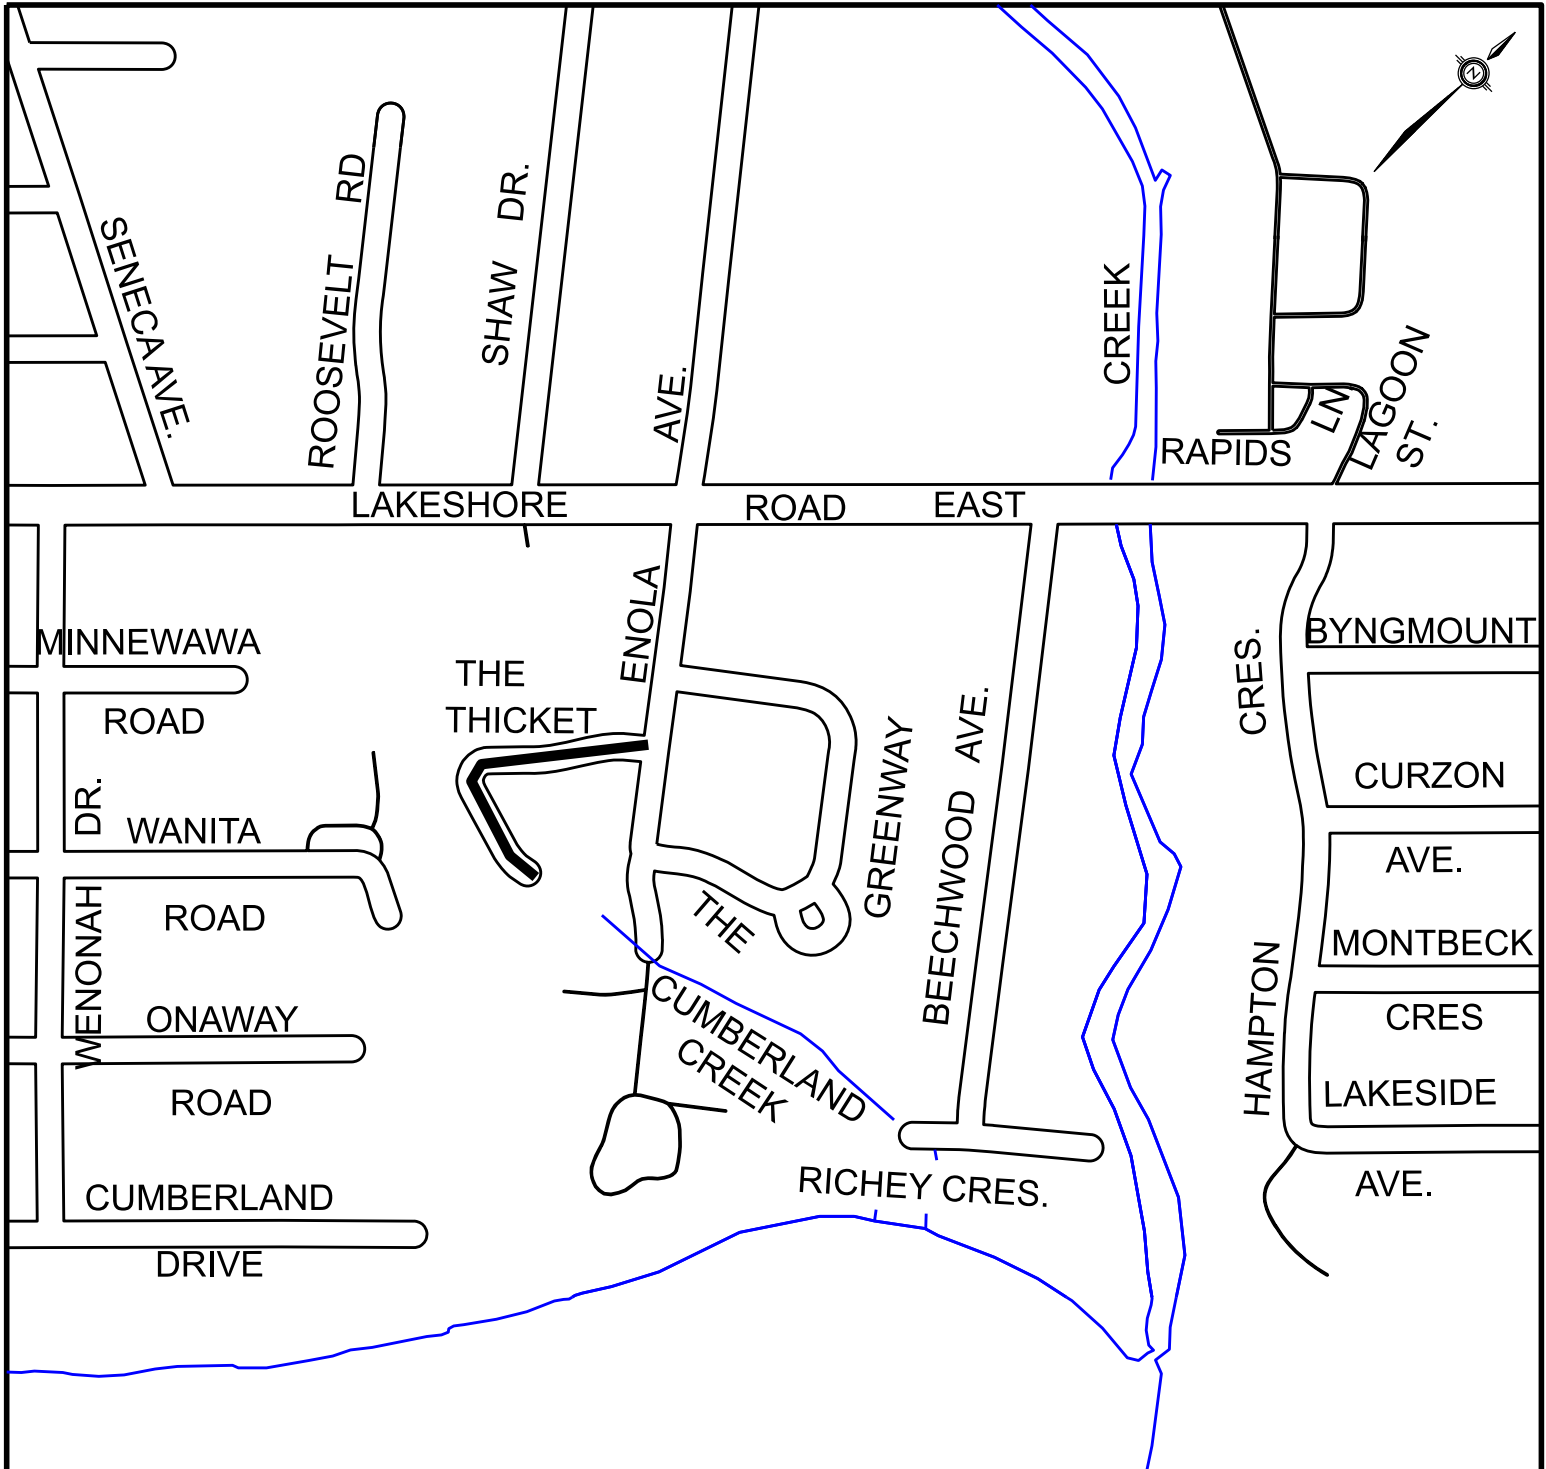 N
RD
ROOSEVELT
SHAW DR.
SENECA AVE.
AVE.
CREEK
LAGOON
ST.
LN
RAPIDS
LAKESHORE ROAD EAST
ENOLA
MINNEWAWA
ROAD
THE
THICKET
BYNGMOUNT
CRES.
HAMPTON
CURZON
AVE.
DR.
WENONAH
WANITA
ROAD
GREENWAY
THE
BEECHWOOD AVE.
MONTBECK
CRES
ONAWAY
ROAD
CUMBERLAND
CREEK
LAKESIDE
AVE.
RICHEY CRES.
CUMBERLAND
DRIVE